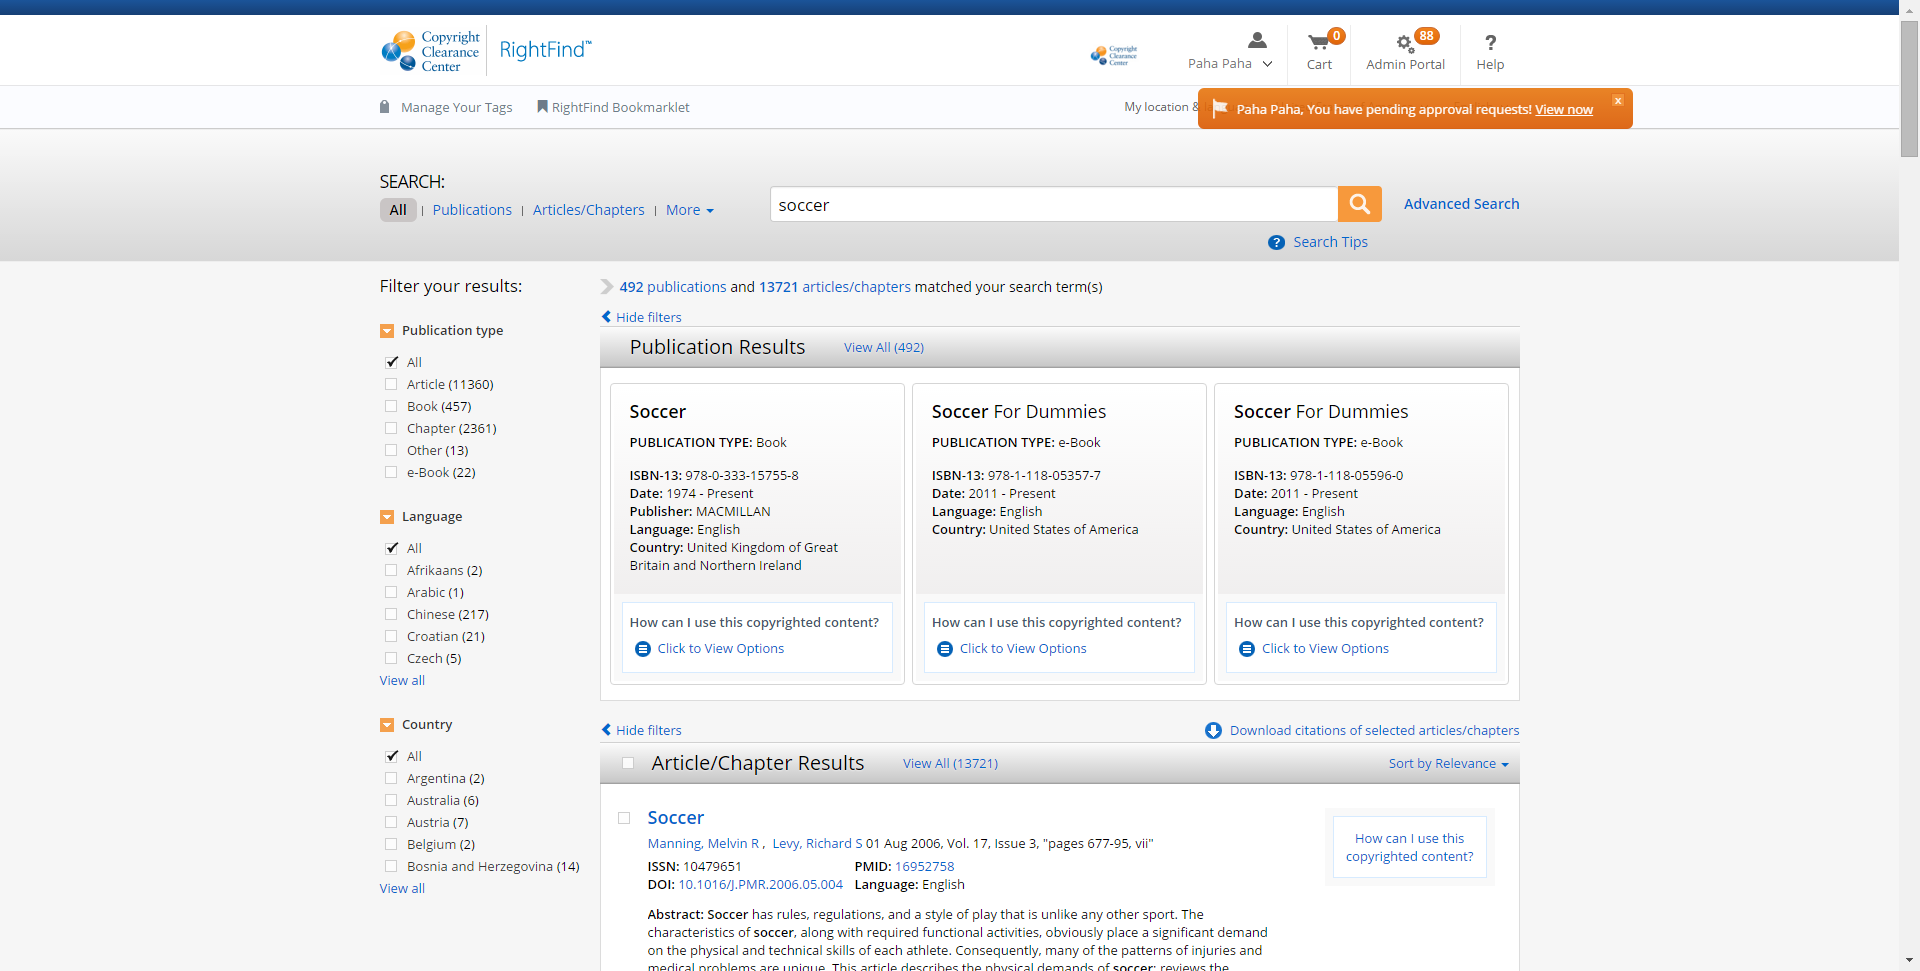 Copyright
Clearance
Center
RightFind™
Copyright
Clearance
Center
Paha Paha
0
Cart
88
Admin Portal
?
Help
Manage Your Tags
RightFind Bookmarklet
My location &
Paha Paha, You have pending approval requests! View now
x
SEARCH:
All | Publications | Articles/Chapters | More
soccer
Advanced Search
? Search Tips
Filter your results:
Publication type
All
Article (11360)
Book (457)
Chapter (2361)
Other (13)
e-Book (22)
Language
All
Afrikaans (2)
Arabic (1)
Chinese (217)
Croatian (21)
Czech (5)
View all
Country
All
Argentina (2)
Australia (6)
Austria (7)
Belgium (2)
Bosnia and Herzegovina (14)
View all
492 publications and 13721 articles/chapters matched your search term(s)
Hide filters
Publication Results View All (492)
Soccer
PUBLICATION TYPE: Book
ISBN-13: 978-0-333-15755-8
Date: 1974 - Present
Publisher: MACMILLAN
Language: English
Country: United Kingdom of Great
Britain and Northern Ireland
How can I use this copyrighted content?
Click to View Options
Soccer For Dummies
PUBLICATION TYPE: e-Book
ISBN-13: 978-1-118-05357-7
Date: 2011 - Present
Language: English
Country: United States of America
How can I use this copyrighted content?
Click to View Options
Soccer For Dummies
PUBLICATION TYPE: e-Book
ISBN-13: 978-1-118-05596-0
Date: 2011 - Present
Language: English
Country: United States of America
How can I use this copyrighted content?
Click to View Options
Hide filters
Download citations of selected articles/chapters
Article/Chapter Results View All (13721)
Sort by Relevance
Soccer
Manning, Melvin R , Levy, Richard S 01 Aug 2006, Vol. 17, Issue 3, "pages 677-95, vii"
ISSN: 10479651 PMID: 16952758
DOI: 10.1016/J.PMR.2006.05.004 Language: English
Abstract: Soccer has rules, regulations, and a style of play that is unlike any other sport. The
characteristics of soccer, along with required functional activities, obviously place a significant demand
on the physical and technical skills of each athlete. Consequently, many of the patterns of injuries and
medical problems are unique. This article describes the physical demands of soccer; reviews the
How can I use this
copyrighted content?